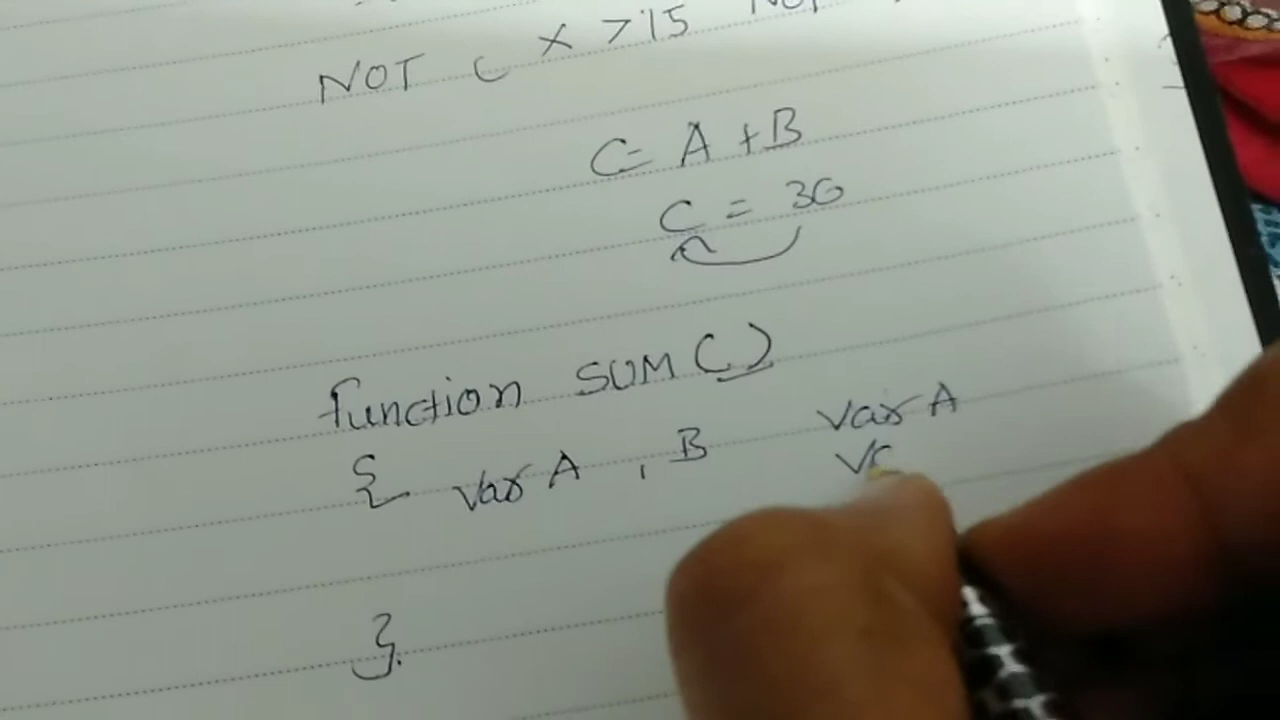 NOT ( X > 15
C = A + B
C = 30
function SUM ( )
{ var A , B
var A
}.